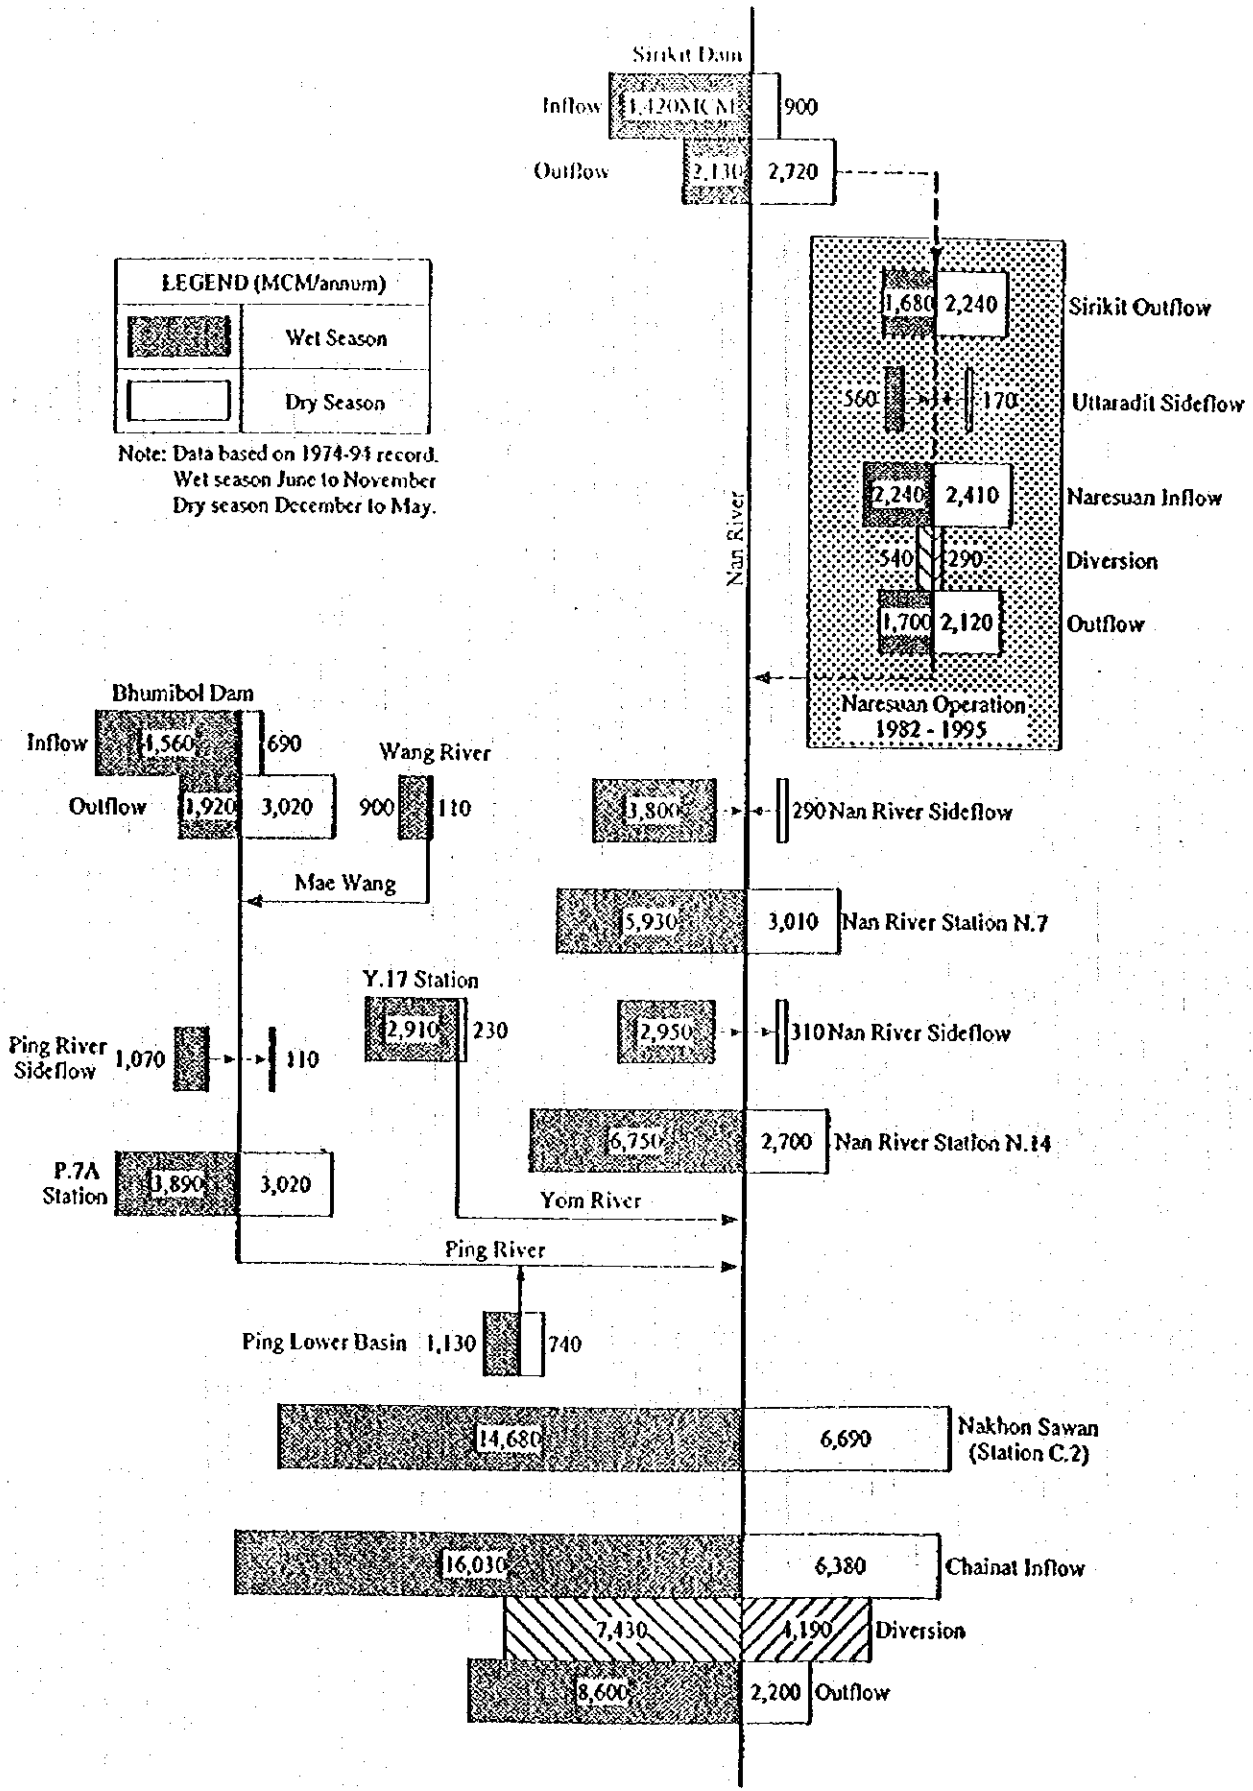 Sirikit Dam
Inflow 4,420MCM 900
Outflow 2,130 2,720
LEGEND (MCM/annum)
Wet Season
Dry Season
Note: Data based on 1974-94 record.
Wet season June to November
Dry season December to May.
1,680 2,240 Sirikit Outflow
560 170 Uttaradit Sideflow
2,240 2,410 Naresuan Inflow
540 290 Diversion
1,700 2,120 Outflow
Naresuan Operation
1982 - 1995
Nan River
Bhumibol Dam
Inflow 4,560 690
Outflow 1,920 3,020
Wang River
900 110
Mae Wang
3,800 290 Nan River Sideflow
5,930 3,010 Nan River Station N.7
Y.17 Station
2,910 230
2,950 310 Nan River Sideflow
Ping River
Sideflow
1,070 110
6,750 2,700 Nan River Station N.14
P.7A
Station
3,890 3,020
Yom River
Ping River
Ping Lower Basin 1,130 740
14,680 6,690 Nakhon Sawan
(Station C.2)
16,030 6,380 Chainat Inflow
7,430 4,190 Diversion
8,600 2,200 Outflow